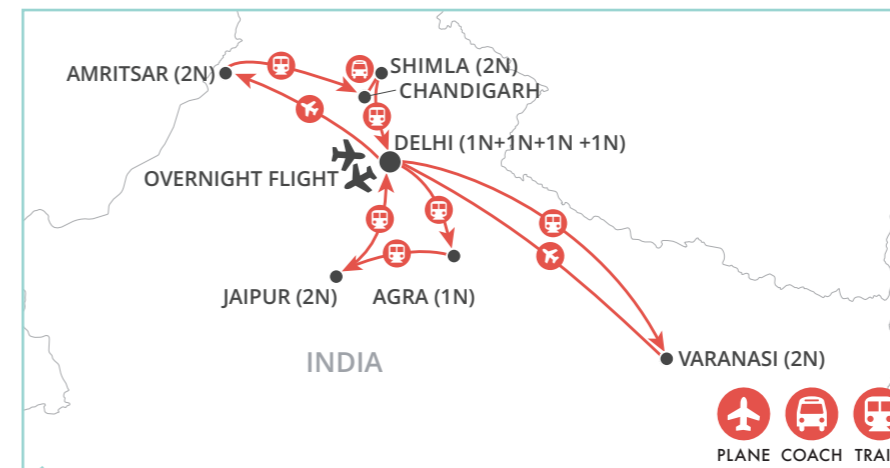 AMRITSAR (2N)
SHIMLA (2N)
CHANDIGARH
DELHI (1N+1N+1N +1N)
OVERNIGHT FLIGHT
JAIPUR (2N)
AGRA (1N)
INDIA
VARANASI (2N)
PLANE COACH TRAI